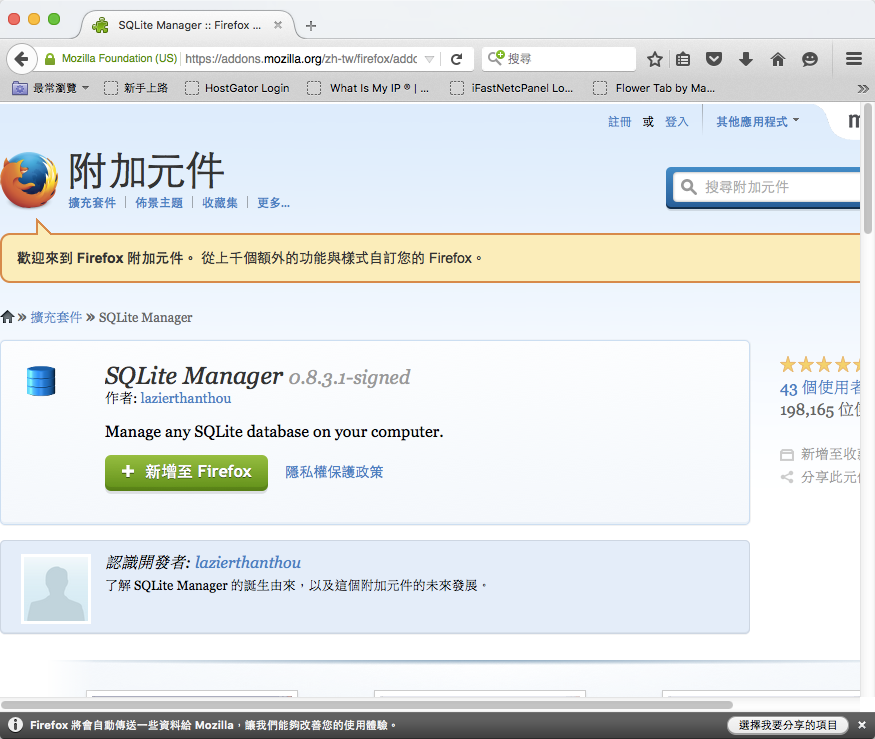 SQLite Manager :: Firefox ...
Mozilla Foundation (US) https://addons.mozilla.org/zh-tw/firefox/addo 搜尋
最常瀏覽 新手上路 HostGator Login What Is My IP ® | ... iFastNetcPanel Lo... Flower Tab by Ma...
註冊 或 登入 其他應用程式 m
附加元件
擴充套件 佈景主題 收藏集 更多...
搜尋附加元件
歡迎來到 Firefox 附加元件。 從上千個額外的功能與樣式自訂您的 Firefox。
» 擴充套件 » SQLite Manager
SQLite Manager 0.8.3.1-signed
作者: lazierthanthou
Manage any SQLite database on your computer.
+ 新增至 Firefox 隱私權保護政策
43 個使用者
198,165 位
新增至收
分享此元
認識開發者: lazierthanthou
了解 SQLite Manager 的誕生由來，以及這個附加元件的未來發展。
Firefox 將會自動傳送一些資料給 Mozilla，讓我們能夠改善您的使用體驗。 選擇我要分享的項目